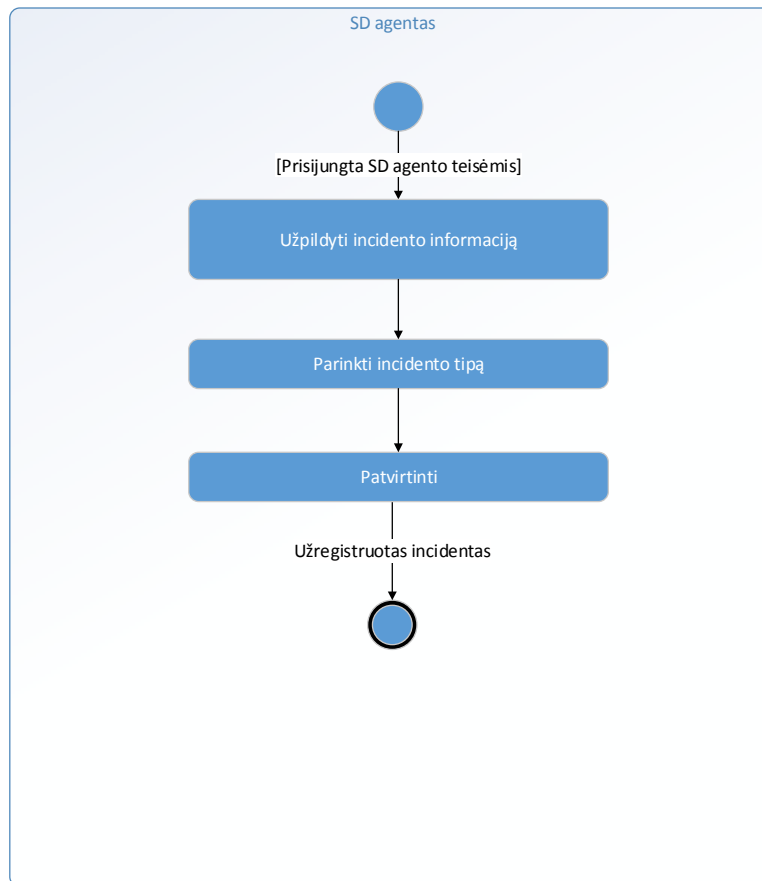 SD agentas
[Prisijungta SD agento teisėmis]
Užpildyti incidento informaciją
Parinkti incidento tipą
Patvirtinti
Užregistruotas incidentas